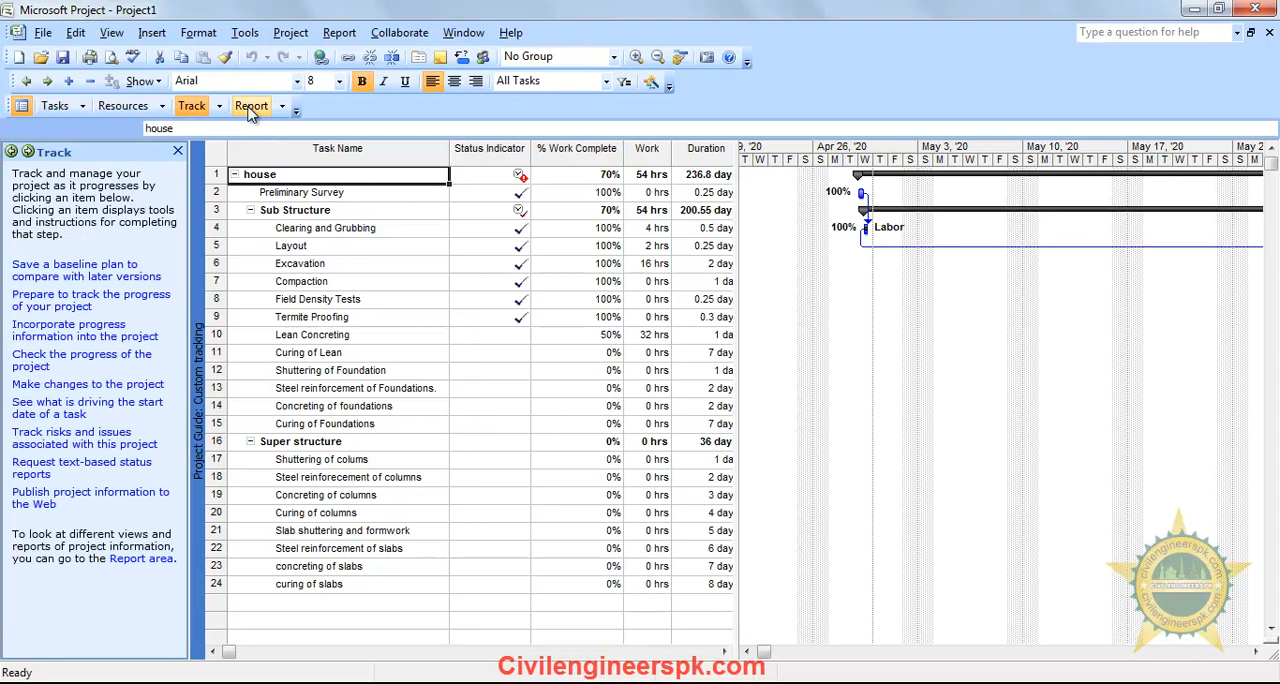 Microsoft Project - Project1
File Edit View Insert Format Tools Project Report Collaborate Window Help
Type a question for help
No Group
Show Arial 8 B I U All Tasks
Tasks Resources Track Report
house
Track
Track and manage your
project as it progresses by
clicking an item below.
Clicking an item displays tools
and instructions for completing
that step.
Save a baseline plan to
compare with later versions
Prepare to track the progress
of your project
Incorporate progress
information into the project
Check the progress of the
project
Make changes to the project
See what is driving the start
date of a task
Track risks and issues
associated with this project
Request text-based status
reports
Publish project information to
the Web
To look at different views and
reports of project information,
you can go to the Report area.
Project Guide: Custom tracking
Task Name Status Indicator % Work Complete Work Duration
1 house 70% 54 hrs 236.8 day
2 Preliminary Survey 100% 0 hrs 0.25 day
3 Sub Structure 70% 54 hrs 200.55 day
4 Clearing and Grubbing 100% 4 hrs 0.5 day
5 Layout 100% 2 hrs 0.25 day
6 Excavation 100% 16 hrs 2 day
7 Compaction 100% 0 hrs 1 da
8 Field Density Tests 100% 0 hrs 0.25 day
9 Termite Proofing 100% 0 hrs 0.3 day
10 Lean Concreting 50% 32 hrs 1 da
11 Curing of Lean 0% 0 hrs 7 day
12 Shuttering of Foundation 0% 0 hrs 1 da
13 Steel reinforcement of Foundations. 0% 0 hrs 2 day
14 Concreting of foundations 0% 0 hrs 2 day
15 Curing of Foundations 0% 0 hrs 7 day
16 Super structure 0% 0 hrs 36 day
17 Shuttering of colums 0% 0 hrs 1 da
18 Steel reinforecement of columns 0% 0 hrs 2 day
19 Concreting of columns 0% 0 hrs 3 day
20 Curing of columns 0% 0 hrs 4 day
21 Slab shuttering and formwork 0% 0 hrs 5 day
22 Steel reinforcement of slabs 0% 0 hrs 6 day
23 concreting of slabs 0% 0 hrs 7 day
24 curing of slabs 0% 0 hrs 8 day
9, '20 Apr 26, '20 May 3, '20 May 10, '20 May 17, '20 May 2
T W T F S S M T W T F S S M T W T F S S M T W T F S S M T W T F S S M
100%
100% Labor
civilengineerspk.com
CIVILENGINEERSPK
Civilengineerspk.com
Ready